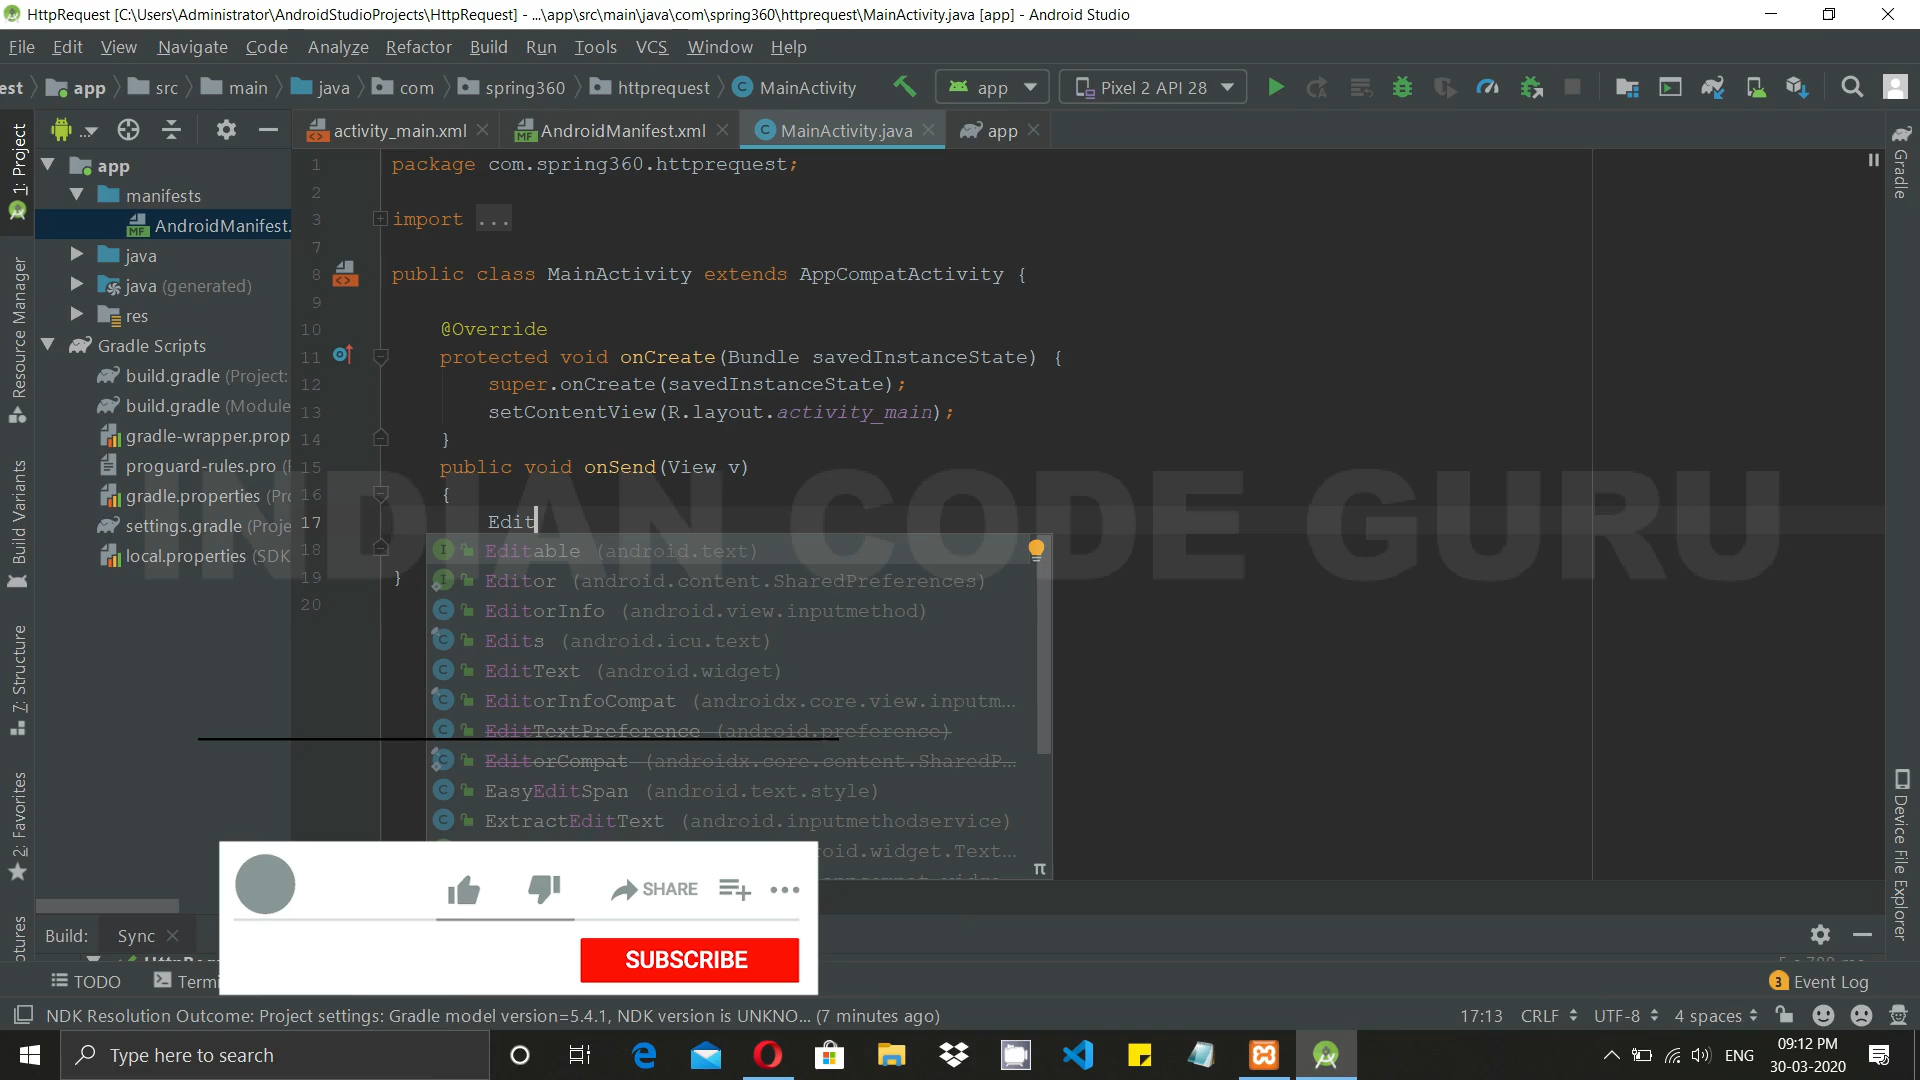 HttpRequest [C:\Users\Administrator\AndroidStudioProjects\HttpRequest] - ...\app\src\main\java\com\spring360\httprequest\MainActivity.java [app] - Android Studio
File Edit View Navigate Code Analyze Refactor Build Run Tools VCS Window Help
est app src main java com spring360 httprequest MainActivity app Pixel 2 API 28
activity_main.xml AndroidManifest.xml MainActivity.java app
1: Project
Resource Manager
Build Variants
7: Structure
2: Favorites
app
manifests
AndroidManifest.
java
java (generated)
res
Gradle Scripts
build.gradle (Project:
build.gradle (Module
gradle-wrapper.prop
proguard-rules.pro
gradle.properties
settings.gradle (Proje
local.properties (SDK
1 package com.spring360.httprequest;
2
3 import ...
7
8 public class MainActivity extends AppCompatActivity {
9
10 @Override
11 protected void onCreate(Bundle savedInstanceState) {
12 super.onCreate(savedInstanceState);
13 setContentView(R.layout.activity_main);
14 }
15 public void onSend(View v)
16 {
17 Edit
18
19 }
20
INDIAN CODE GURU
Editable (android.text)
Editor (android.content.SharedPreferences)
EditorInfo (android.view.inputmethod)
Edits (android.icu.text)
EditText (android.widget)
EditorInfoCompat (androidx.core.view.inputm...
EditTextPreference (android.preference)
EditorCompat (androidx.core.content.SharedP...
EasyEditSpan (android.text.style)
ExtractEditText (android.inputmethodservice)
oid.widget.Text...
π
Gradle
Device File Explorer
SHARE
SUBSCRIBE
Build: Sync
TODO Termi
3 Event Log
NDK Resolution Outcome: Project settings: Gradle model version=5.4.1, NDK version is UNKNO... (7 minutes ago)
17:13 CRLF UTF-8 4 spaces
Type here to search
ENG
09:12 PM
30-03-2020